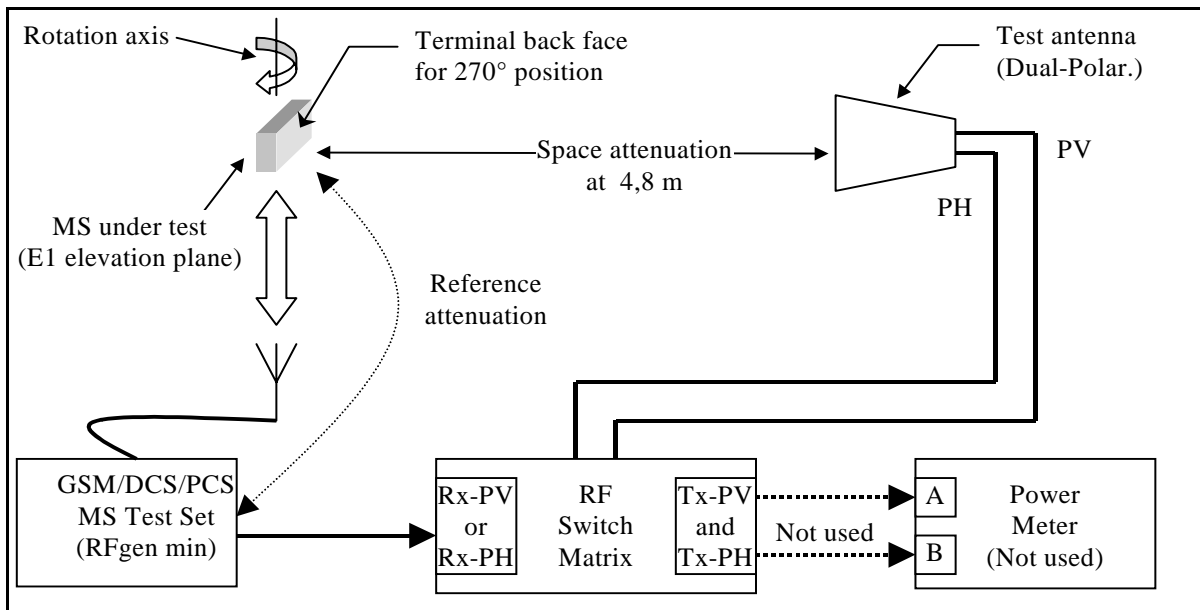 Rotation axis
Terminal back face
for 270° position
Test antenna
(Dual-Polar.)
Space attenuation
at 4,8 m
PV
PH
MS under test
(E1 elevation plane)
Reference
attenuation
GSM/DCS/PCS
MS Test Set
(RFgen min)
Rx-PV
or
Rx-PH
RF
Switch
Matrix
Tx-PV
and
Tx-PH
Not used
A
B
Power
Meter
(Not used)